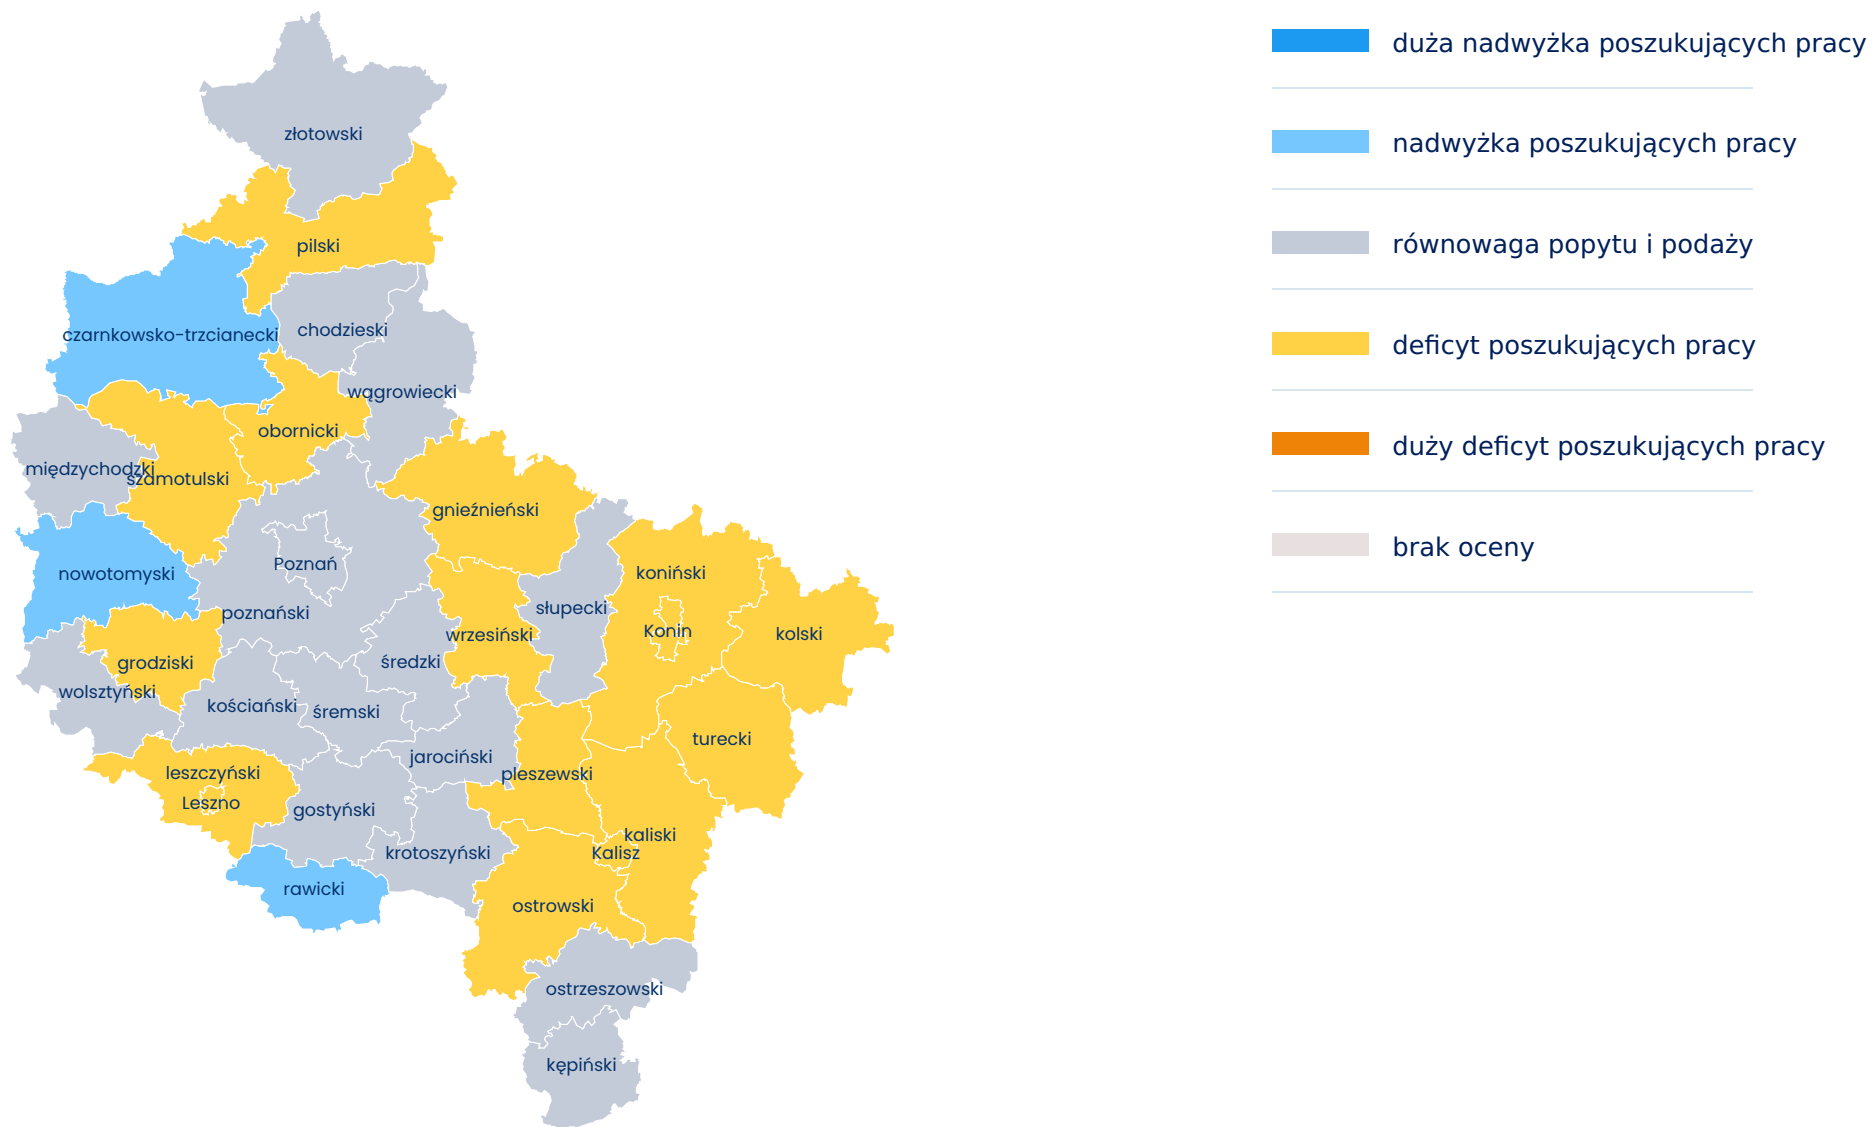 duża nadwyżka poszukujących pracy
nadwyżka poszukujących pracy
równowaga popytu i podaży
deficyt poszukujących pracy
duży deficyt poszukujących pracy
brak oceny
złotowski
pilski
chodzieski
czarnkowsko-trzcianecki
wągrowiecki
obornicki
międzychodzki
szamotulski
gnieźnieński
Poznań
nowotomyski
koniński
słupecki
poznański
Konin
wrzesiński
kolski
średzki
grodziski
wolsztyński
kościański
śremski
turecki
jarociński
leszczyński
pleszewski
Leszno
gostyński
kaliski
krotoszyński
Kalisz
rawicki
ostrowski
ostrzeszowski
kępiński